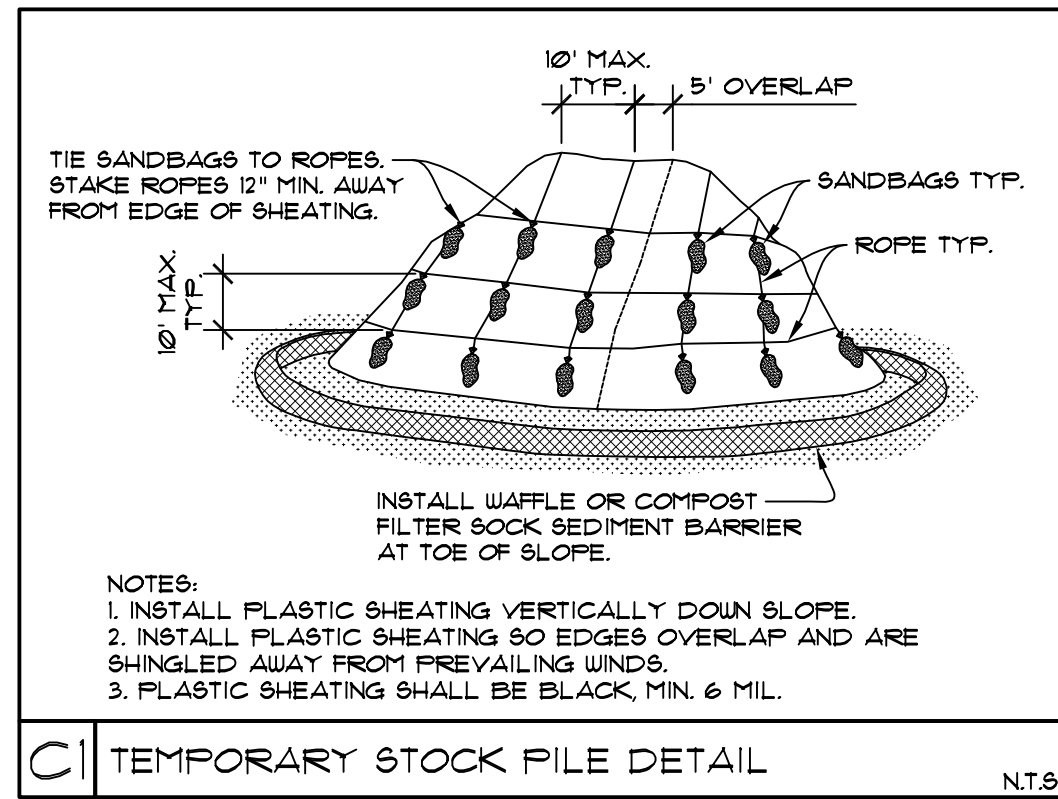 10' MAX.
TYP.
5' OVERLAP
TIE SANDBAGS TO ROPES.
STAKE ROPES 12" MIN. AWAY
FROM EDGE OF SHEATING.
SANDBAGS TYP.
ROPE TYP.
10' MAX.
TYP.
INSTALL WAFFLE OR COMPOST
FILTER SOCK SEDIMENT BARRIER
AT TOE OF SLOPE.
NOTES:
1. INSTALL PLASTIC SHEATING VERTICALLY DOWN SLOPE.
2. INSTALL PLASTIC SHEATING SO EDGES OVERLAP AND ARE
SHINGLED AWAY FROM PREVAILING WINDS.
3. PLASTIC SHEATING SHALL BE BLACK, MIN. 6 MIL.
C1 TEMPORARY STOCK PILE DETAIL
N.T.S